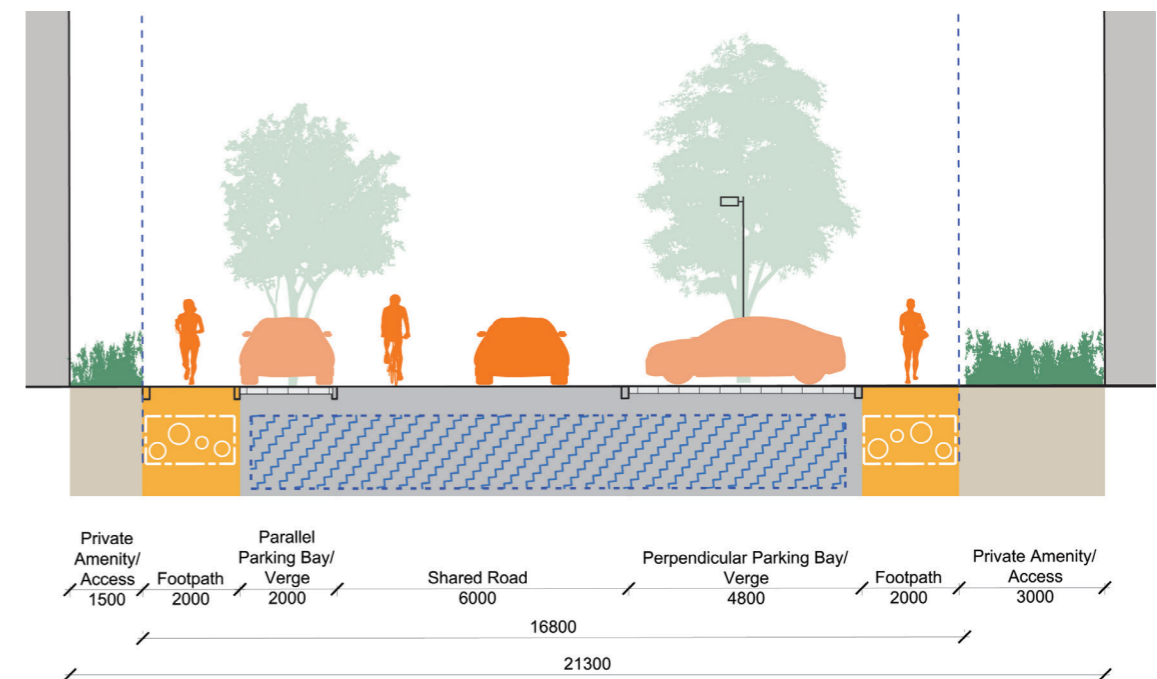 Private
Amenity/
Access
1500
Footpath
2000
Parallel
Parking Bay/
Verge
2000
Shared Road
6000
Perpendicular Parking Bay/
Verge
4800
Footpath
2000
Private Amenity/
Access
3000
16800
21300